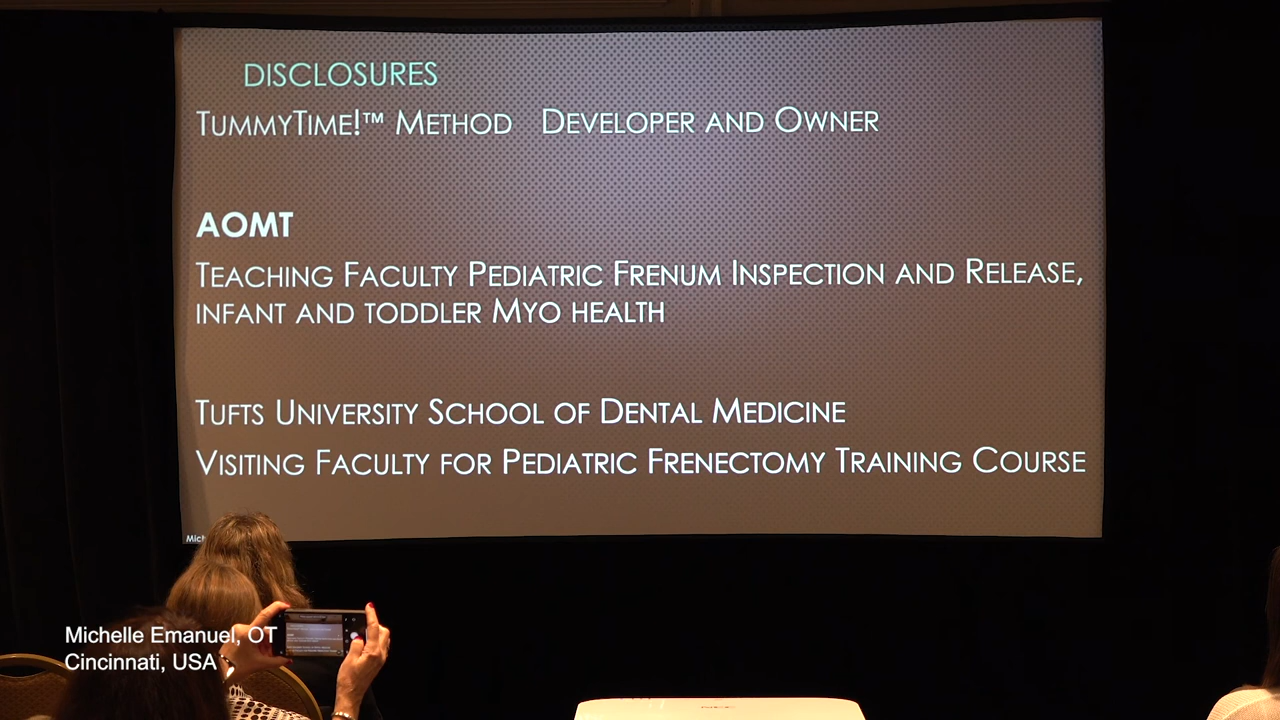 DISCLOSURES
TUMMYTIME!™ METHOD DEVELOPER AND OWNER
AOMT
TEACHING FACULTY PEDIATRIC FRENUM INSPECTION AND RELEASE,
INFANT AND TODDLER MYO HEALTH
TUFTS UNIVERSITY SCHOOL OF DENTAL MEDICINE
VISITING FACULTY FOR PEDIATRIC FRENECTOMY TRAINING COURSE
Michelle Emanuel, OT
Cincinnati, USA